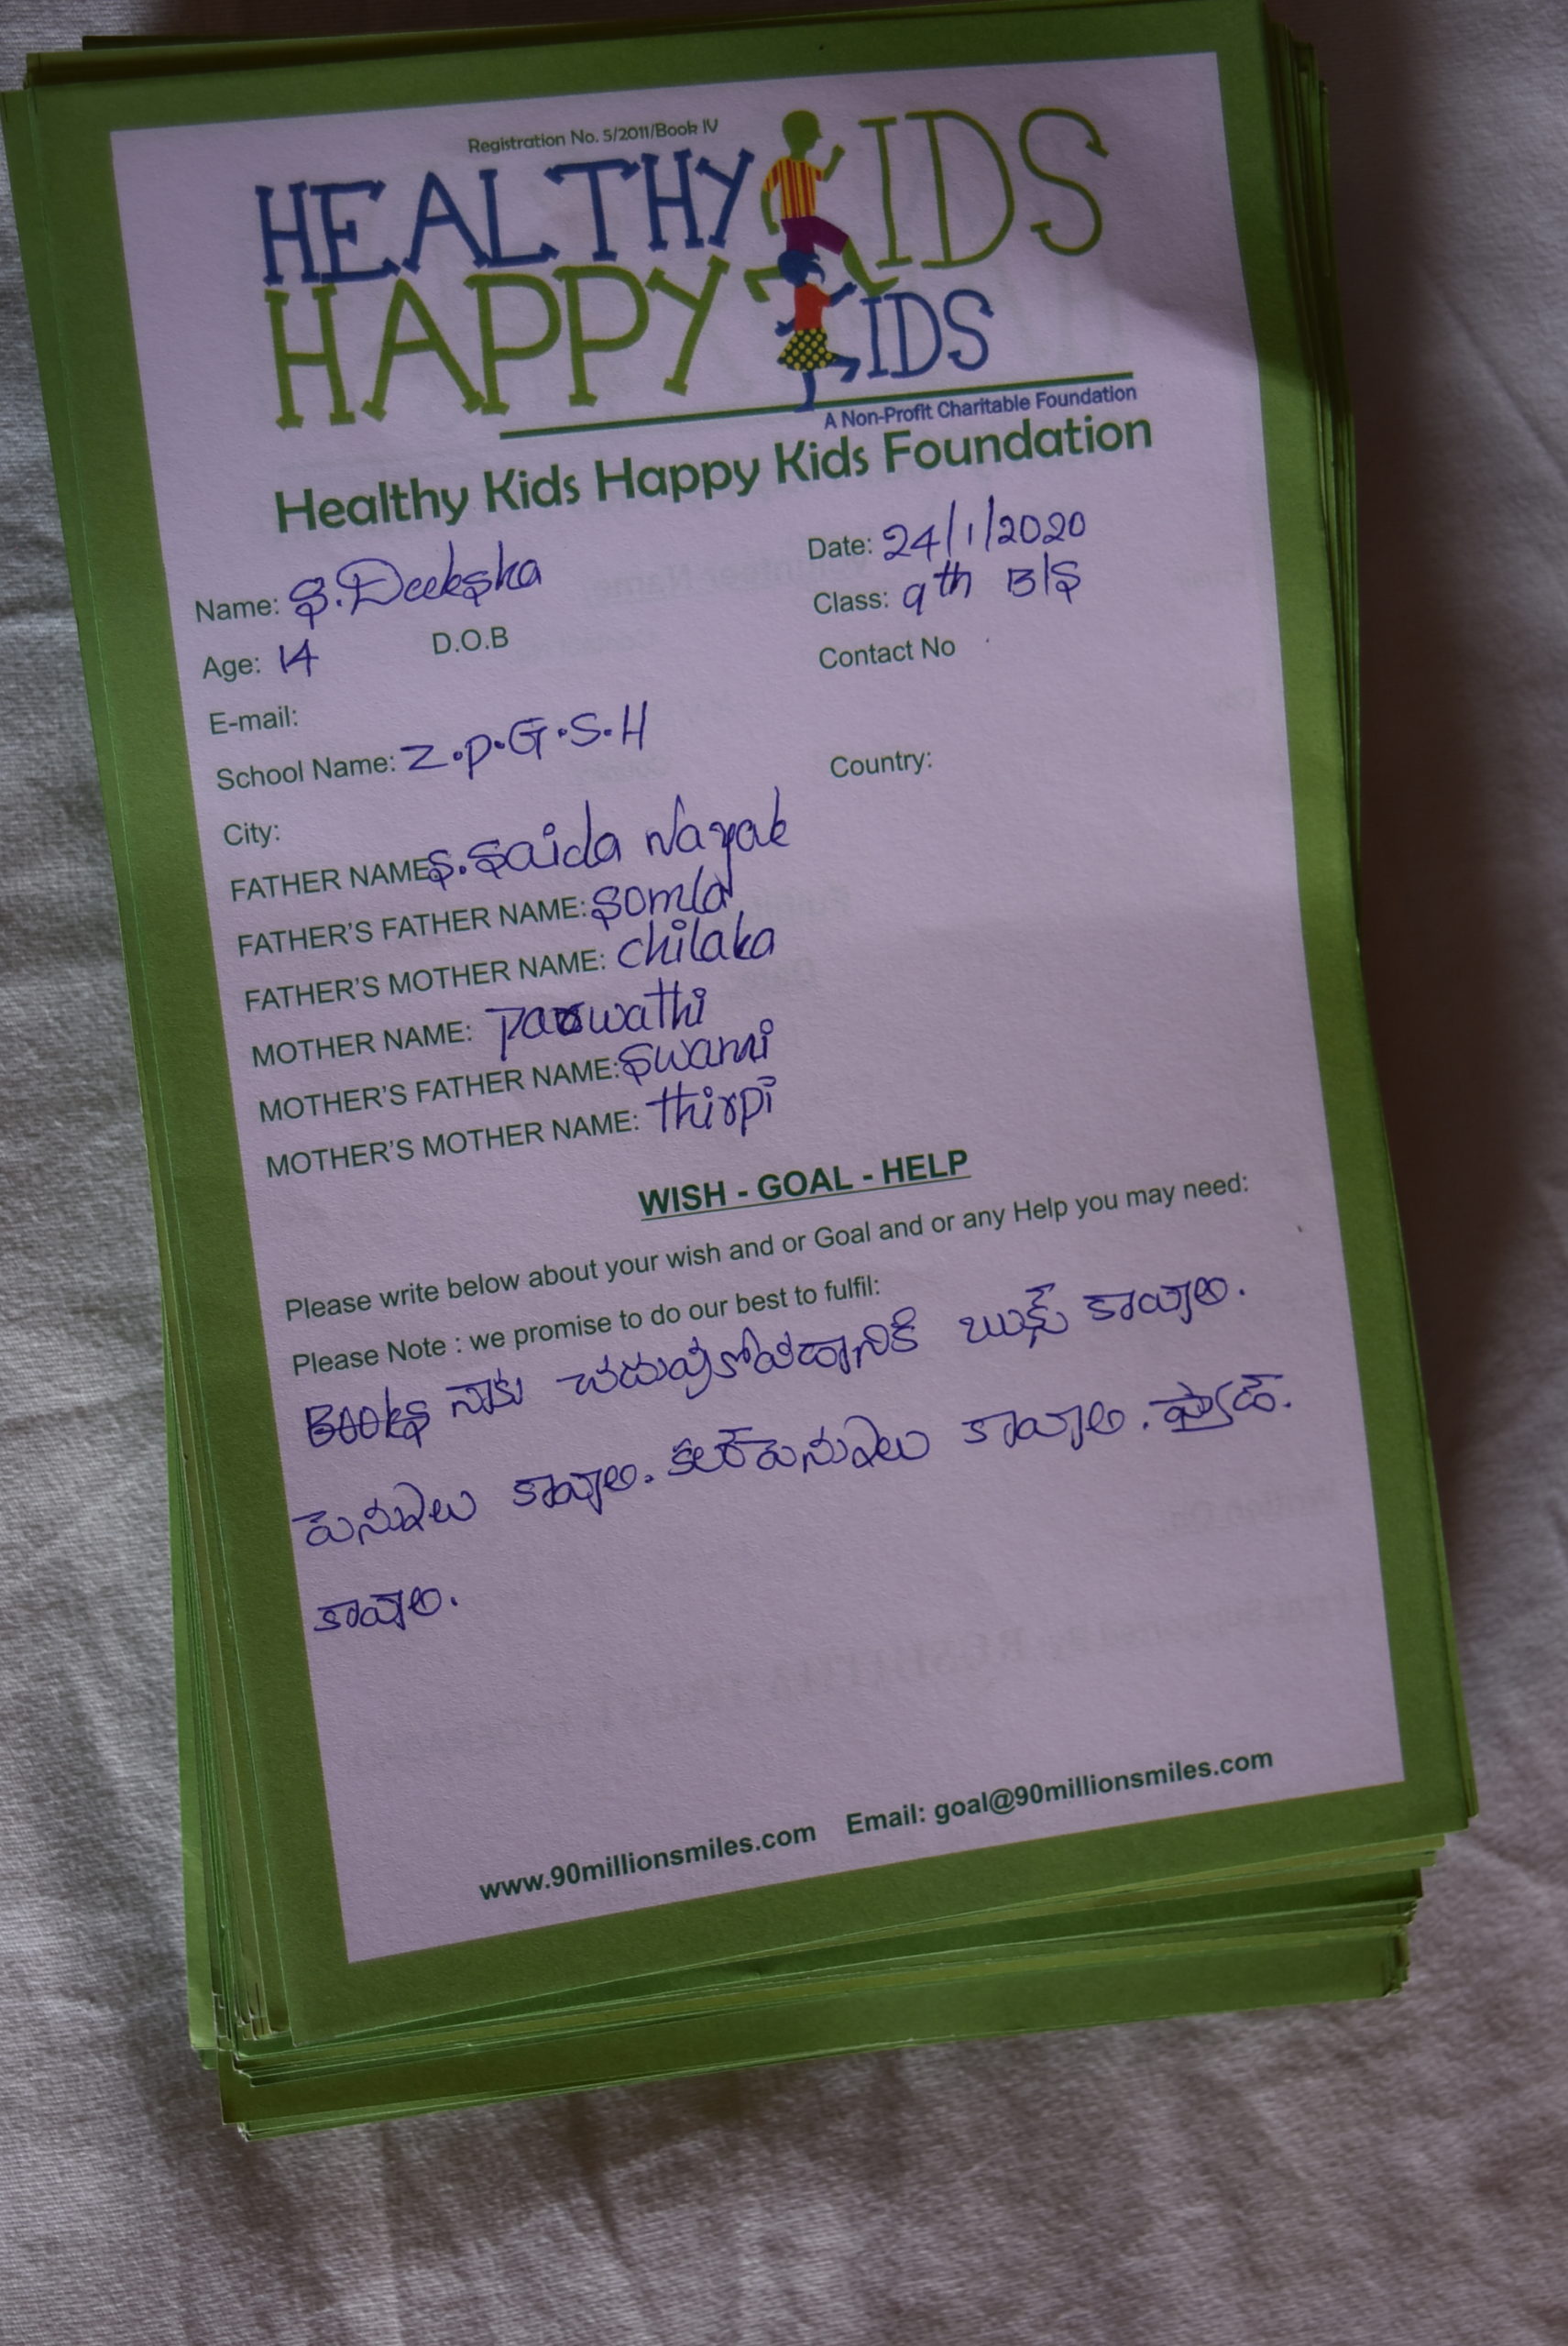 Registration No. 5/2011/Book IV
HEALTHY KIDS
HAPPY KIDS
A Non-Profit Charitable Foundation
Healthy Kids Happy Kids Foundation
Name: S.Deeksha Date: 24/1/2020
Age: 14 D.O.B Class: 9th B/S
E-mail: Contact No
School Name: Z.P.G.S.H
City: Country:
FATHER NAME S.Saida Nayak
FATHER'S FATHER NAME: Somla
FATHER'S MOTHER NAME: chilaka
MOTHER NAME: Parwathi
MOTHER'S FATHER NAME: Swami
MOTHER'S MOTHER NAME: thirpi
WISH - GOAL - HELP
Please write below about your wish and or Goal and or any Help you may need:
Please Note : we promise to do our best to fulfil:
Books నాకు చదువుకోవడానికి బుక్స్ కావాలి.
పెన్నులు కావాలి. కలర్ పెన్నులు కావాలి. ప్యాడ్.
కావాలి.
www.90millionsmiles.com Email: goal@90millionsmiles.com